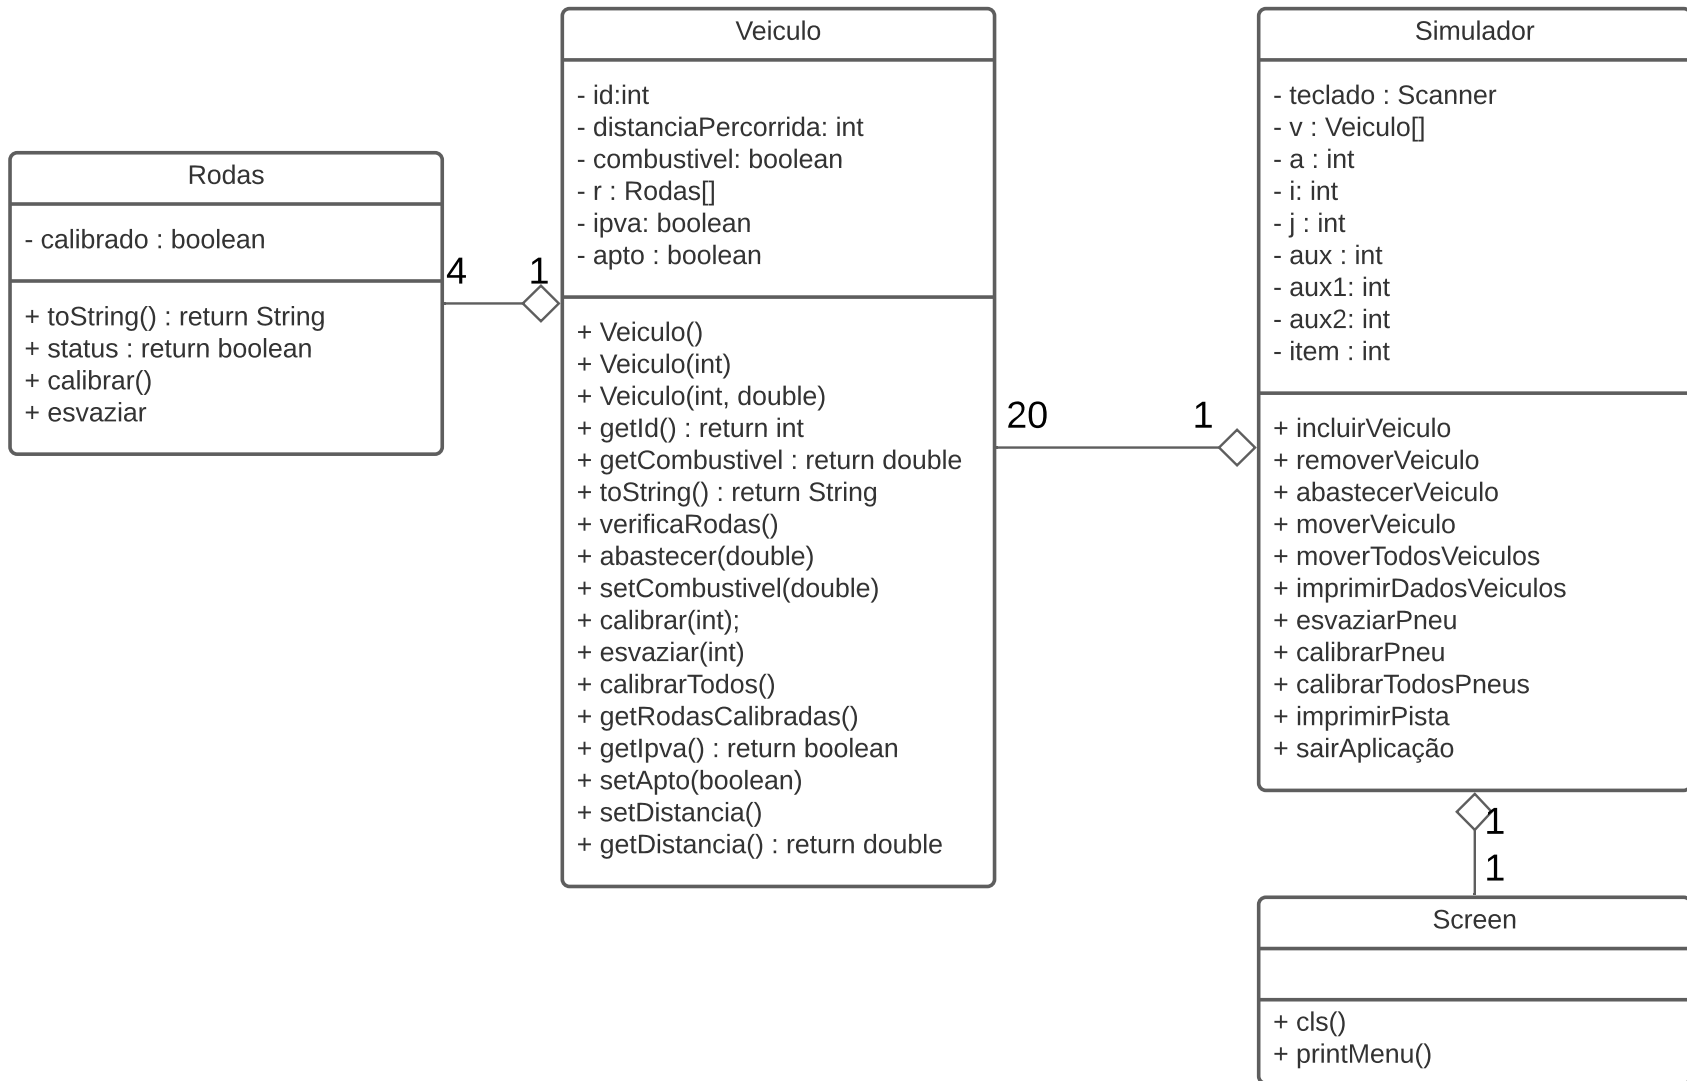 Rodas
- calibrado : boolean
+ toString() : return String
+ status : return boolean
+ calibrar()
+ esvaziar
4
1
Veiculo
- id:int
- distanciaPercorrida: int
- combustivel: boolean
- r : Rodas[]
- ipva: boolean
- apto : boolean
+ Veiculo()
+ Veiculo(int)
+ Veiculo(int, double)
+ getId() : return int
+ getCombustivel : return double
+ toString() : return String
+ verificaRodas()
+ abastecer(double)
+ setCombustivel(double)
+ calibrar(int);
+ esvaziar(int)
+ calibrarTodos()
+ getRodasCalibradas()
+ getIpva() : return boolean
+ setApto(boolean)
+ setDistancia()
+ getDistancia() : return double
20
1
Simulador
- teclado : Scanner
- v : Veiculo[]
- a : int
- i: int
- j : int
- aux : int
- aux1: int
- aux2: int
- item : int
+ incluirVeiculo
+ removerVeiculo
+ abastecerVeiculo
+ moverVeiculo
+ moverTodosVeiculos
+ imprimirDadosVeiculos
+ esvaziarPneu
+ calibrarPneu
+ calibrarTodosPneus
+ imprimirPista
+ sairAplicação
1
1
Screen
+ cls()
+ printMenu()